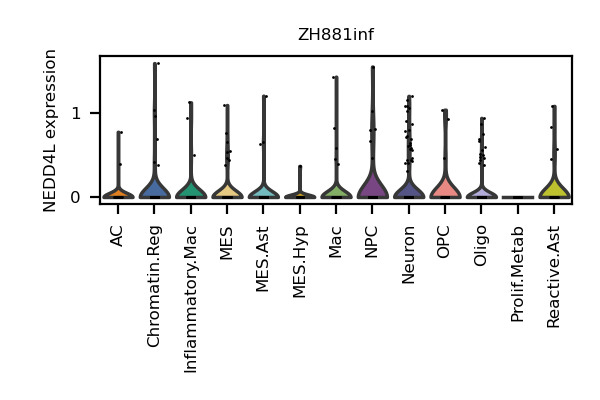 ZH881inf
NEDD4L expression
1
0
AC
Chromatin.Reg
Inflammatory.Mac
MES
MES.Ast
MES.Hyp
Mac
NPC
Neuron
OPC
Oligo
Prolif.Metab
Reactive.Ast